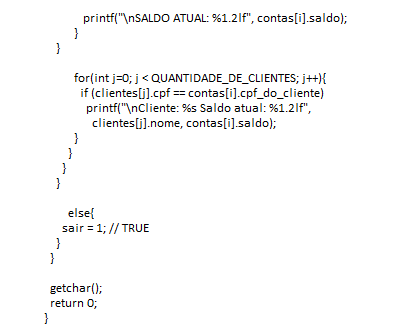 printf("\nSALDO ATUAL: %1.2lf", contas[i].saldo);
}
}
for(int j=0; j < QUANTIDADE_DE_CLIENTES; j++){
if (clientes[j].cpf == contas[i].cpf_do_cliente)
printf("\nCliente: %s Saldo atual: %1.2lf",
clientes[j].nome, contas[i].saldo);
}
}
}
}
else{
sair = 1; // TRUE
}
}
getchar();
return 0;
}